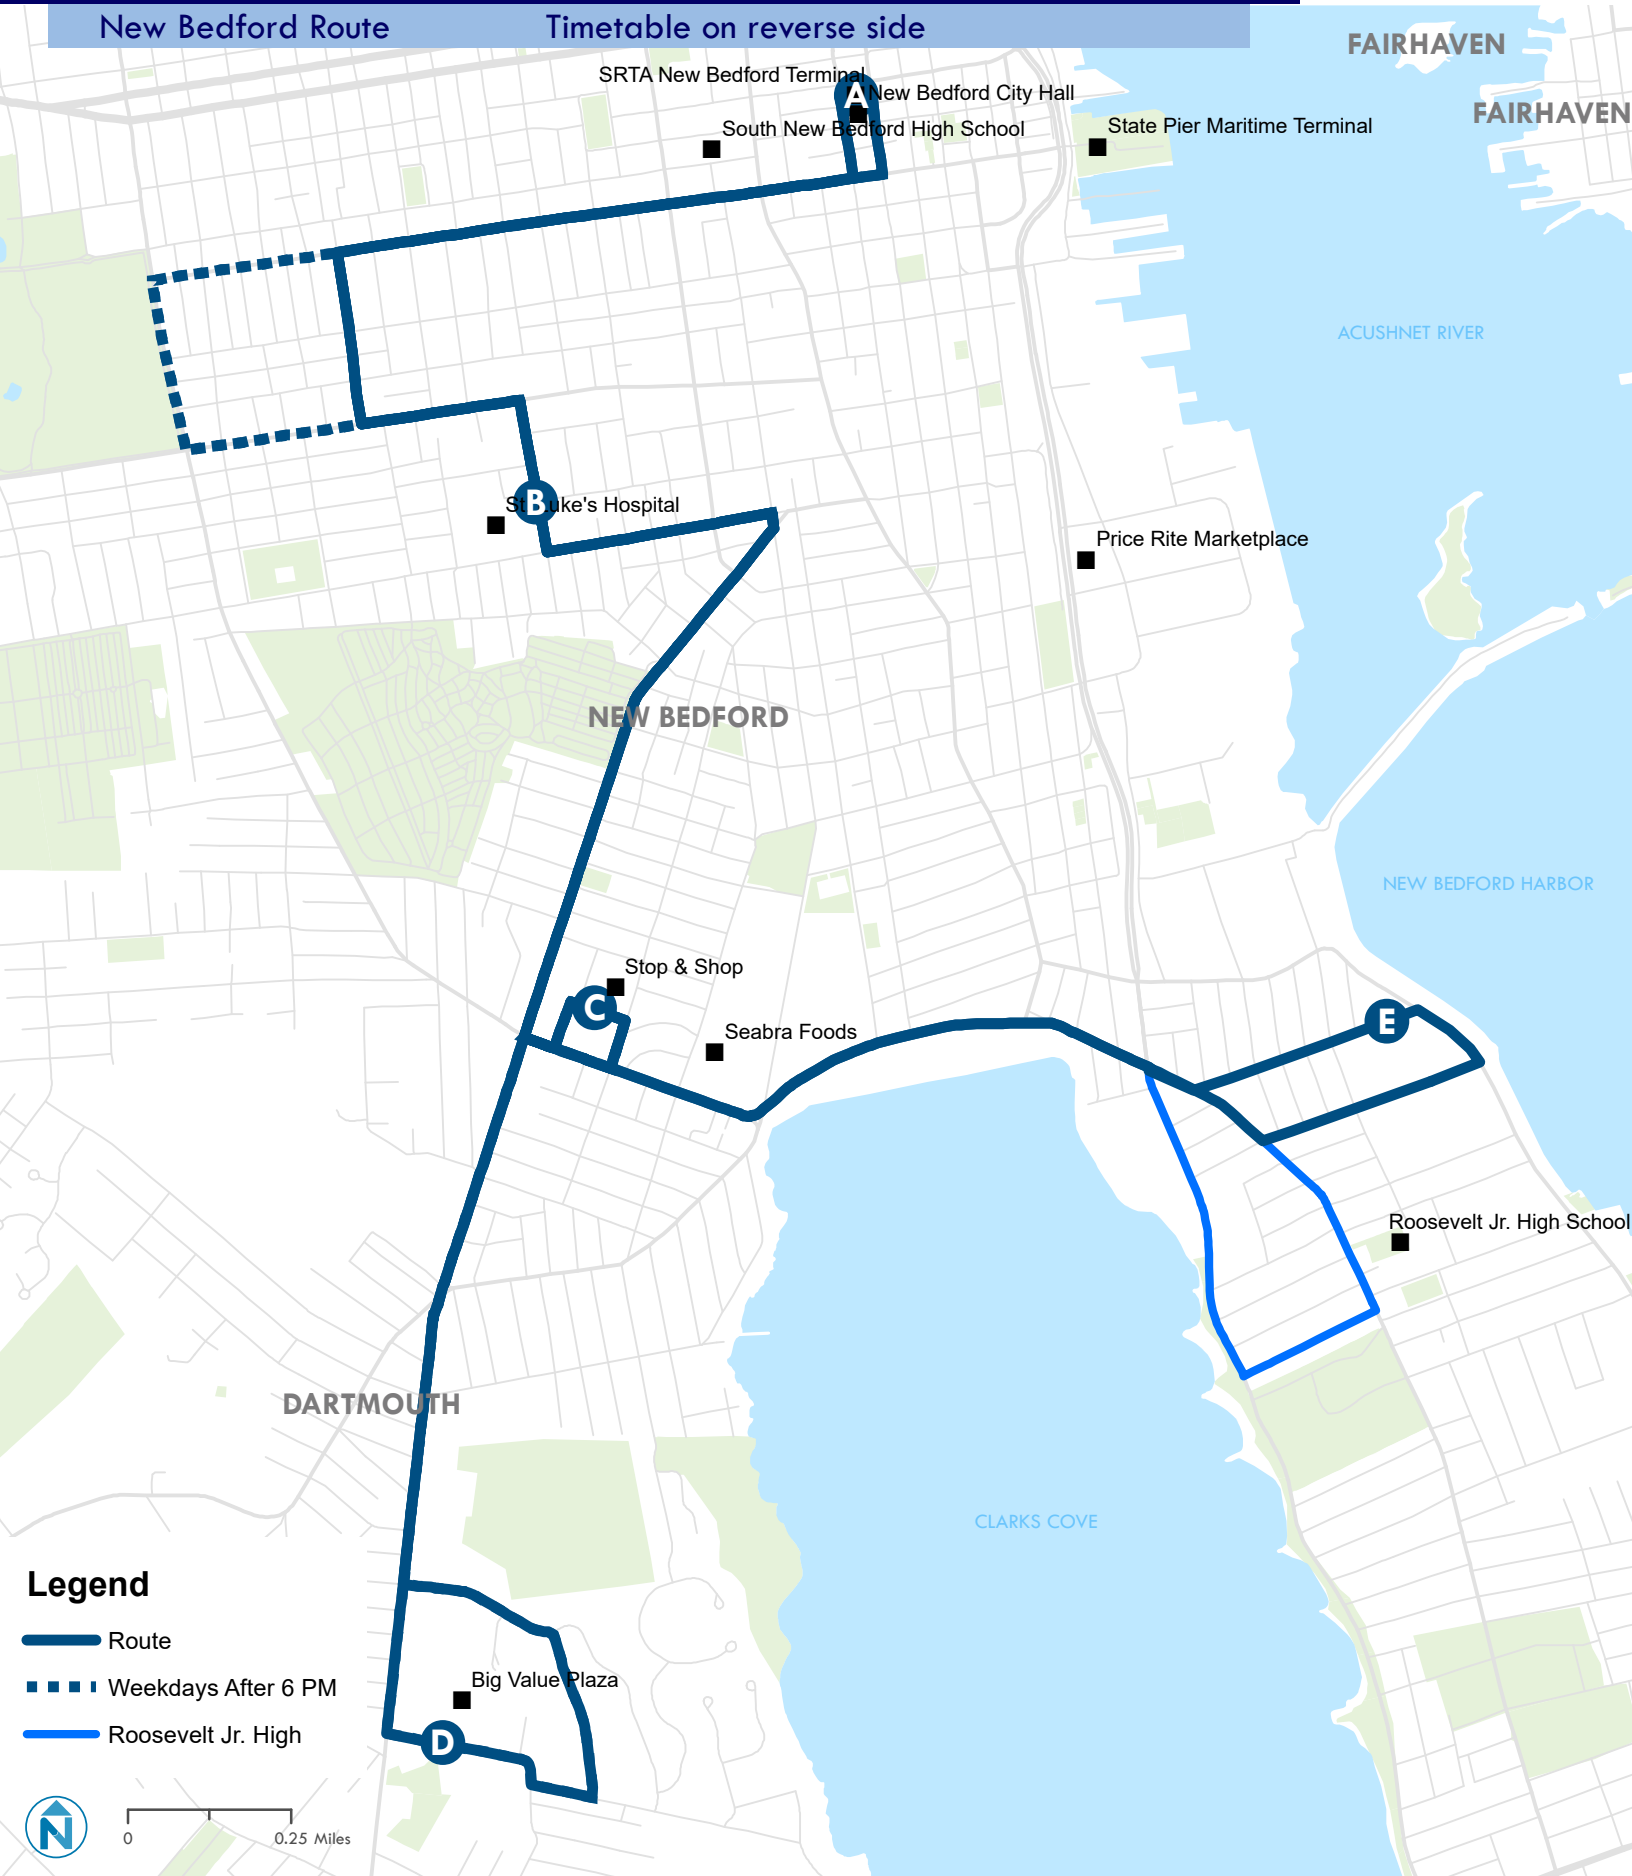 New Bedford Route Timetable on reverse side
FAIRHAVEN
SRTA New Bedford Terminal
A
New Bedford City Hall
FAIRHAVEN
South New Bedford High School
State Pier Maritime Terminal
ACUSHNET RIVER
B
St Luke's Hospital
Price Rite Marketplace
NEW BEDFORD
NEW BEDFORD HARBOR
Stop & Shop
C
E
Seabra Foods
Roosevelt Jr. High School
DARTMOUTH
CLARKS COVE
Legend
Route
Weekdays After 6 PM
Roosevelt Jr. High
Big Value Plaza
D
N
0 0.25 Miles